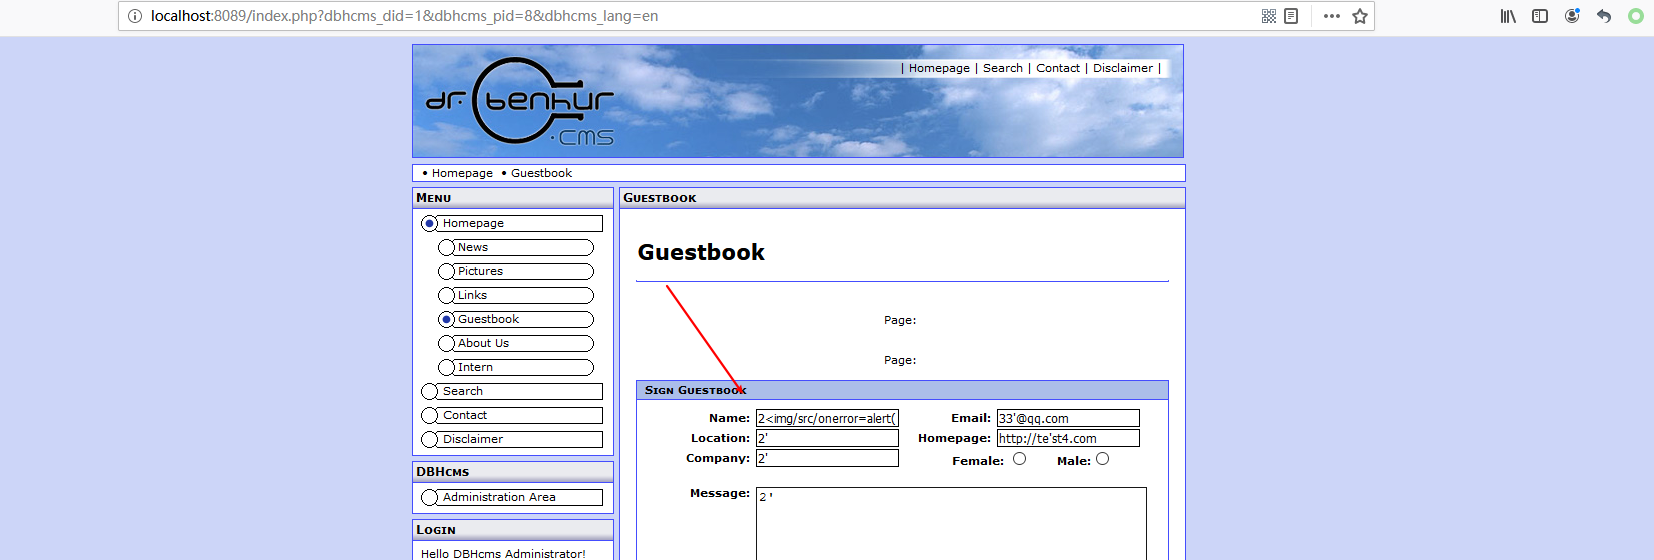 localhost:8089/index.php?dbhcms_did=1&dbhcms_pid=8&dbhcms_lang=en
| Homepage | Search | Contact | Disclaimer |
dr. benhur
.CMS
• Homepage • Guestbook
MENU
Homepage
News
Pictures
Links
Guestbook
About Us
Intern
Search
Contact
Disclaimer
DBHCMS
Administration Area
LOGIN
Hello DBHcms Administrator!
GUESTBOOK
Guestbook
Page:
Page:
SIGN GUESTBOOK
Name: 2<img/src/onerror=alert( Email: 33'@qq.com
Location: 2' Homepage: http://te'st4.com
Company: 2' Female: Male:
Message: 2'